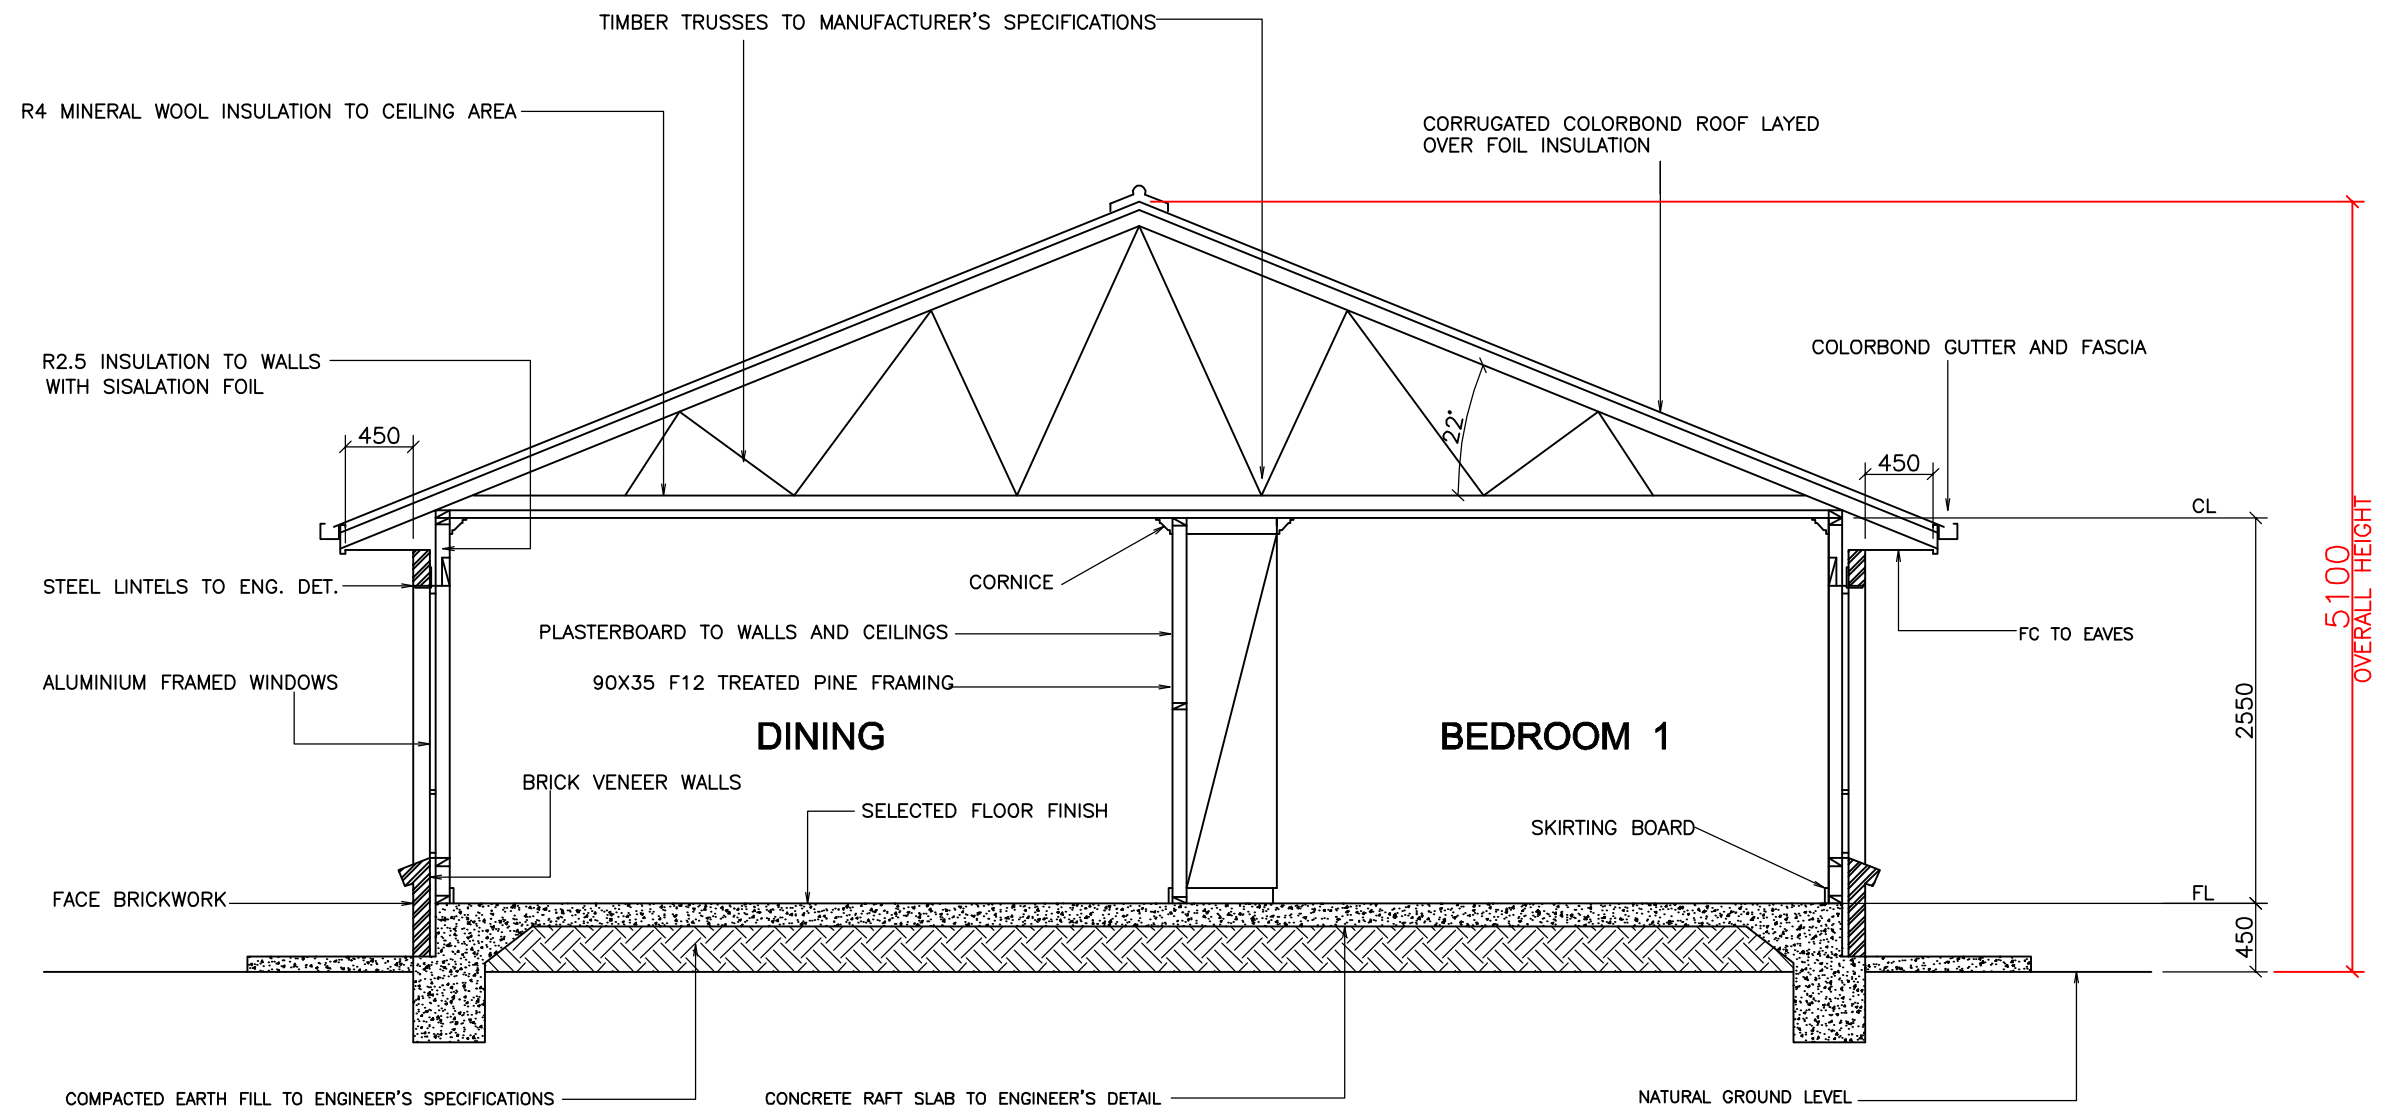 TIMBER TRUSSES TO MANUFACTURER'S SPECIFICATIONS
R4 MINERAL WOOL INSULATION TO CEILING AREA
CORRUGATED COLORBOND ROOF LAYED
OVER FOIL INSULATION
R2.5 INSULATION TO WALLS
WITH SISALATION FOIL
COLORBOND GUTTER AND FASCIA
450
22°
450
CL
STEEL LINTELS TO ENG. DET.
CORNICE
5100
OVERALL HEIGHT
PLASTERBOARD TO WALLS AND CEILINGS
FC TO EAVES
ALUMINIUM FRAMED WINDOWS
90X35 F12 TREATED PINE FRAMING
2550
DINING
BEDROOM 1
BRICK VENEER WALLS
SELECTED FLOOR FINISH
SKIRTING BOARD
FACE BRICKWORK
FL
450
COMPACTED EARTH FILL TO ENGINEER'S SPECIFICATIONS
CONCRETE RAFT SLAB TO ENGINEER'S DETAIL
NATURAL GROUND LEVEL